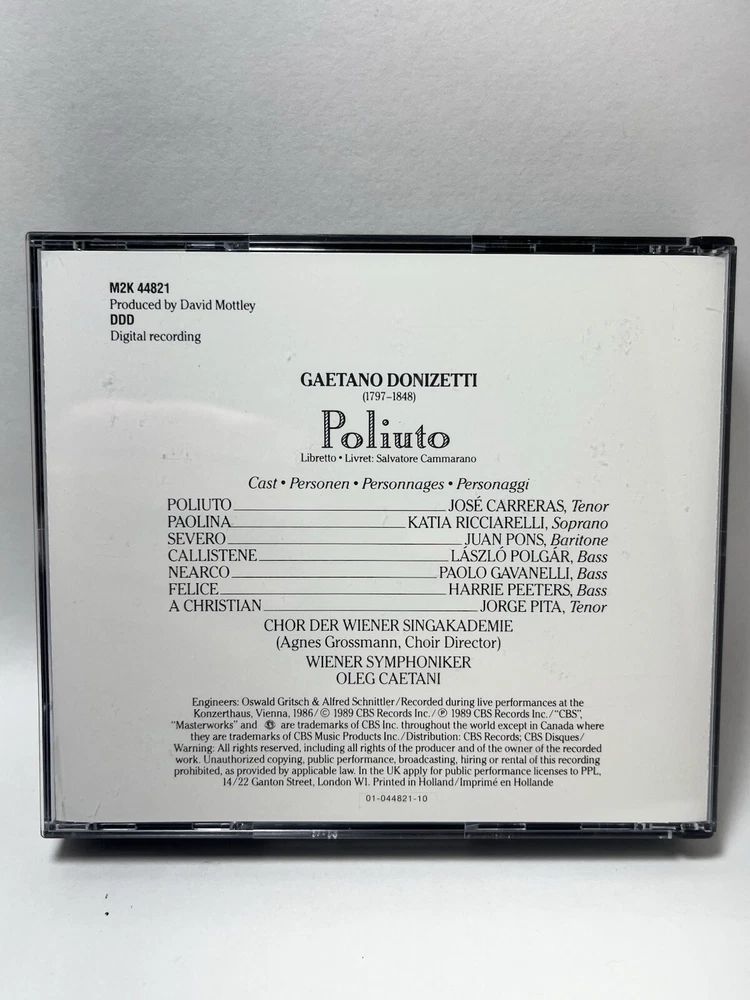 M2K 44821
Produced by David Mottley
DDD
Digital recording
GAETANO DONIZETTI
(1797–1848)
Poliuto
Libretto • Livret: Salvatore Cammarano
Cast • Personen • Personnages • Personaggi
POLIUTO JOSÉ CARRERAS, Tenor
PAOLINA KATIA RICCIARELLI, Soprano
SEVERO JUAN PONS, Baritone
CALLISTENE LÁSZLÓ POLGÁR, Bass
NEARCO PAOLO GAVANELLI, Bass
FELICE HARRIE PEETERS, Bass
A CHRISTIAN JORGE PITA, Tenor
CHOR DER WIENER SINGAKADEMIE
(Agnes Grossmann, Choir Director)
WIENER SYMPHONIKER
OLEG CAETANI
Engineers: Oswald Gritsch & Alfred Schnittler/Recorded during live performances at the
Konzerthaus, Vienna, 1986/© 1989 CBS Records Inc./℗ 1989 CBS Records Inc./“CBS”,
“Masterworks” and are trademarks of CBS Inc. throughout the world except in Canada where
they are trademarks of CBS Music Products Inc./Distribution: CBS Records; CBS Disques/
Warning: All rights reserved, including all rights of the producer and of the owner of the recorded
work. Unauthorized copying, public performance, broadcasting, hiring or rental of this recording
prohibited, as provided by applicable law. In the UK apply for public performance licenses to PPL,
14/22 Ganton Street, London W1. Printed in Holland/Imprimé en Hollande
01-044821-10